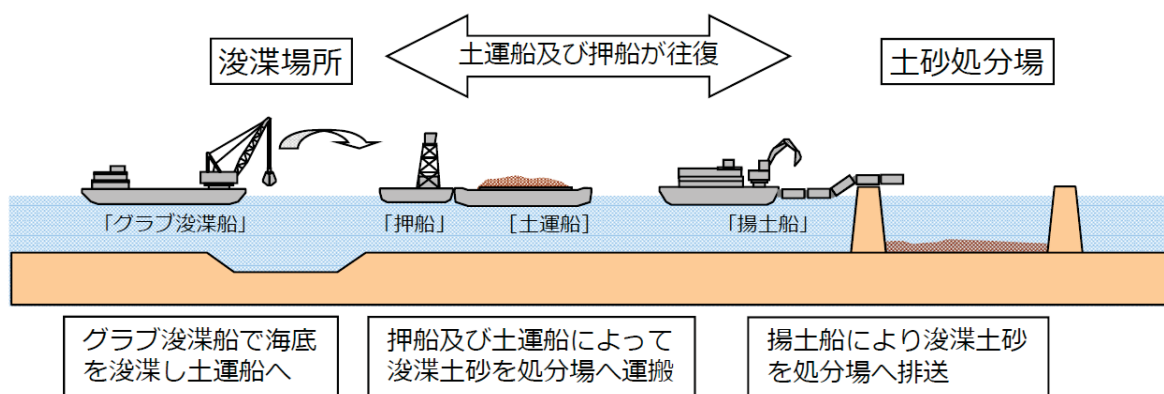 浚渫場所
土運船及び押船が往復
土砂処分場
「グラブ浚渫船」
「押船」
[土運船]
「揚土船」
グラブ浚渫船で海底
を浚渫し土運船へ
押船及び土運船によって
浚渫土砂を処分場へ運搬
揚土船により浚渫土砂
を処分場へ排送